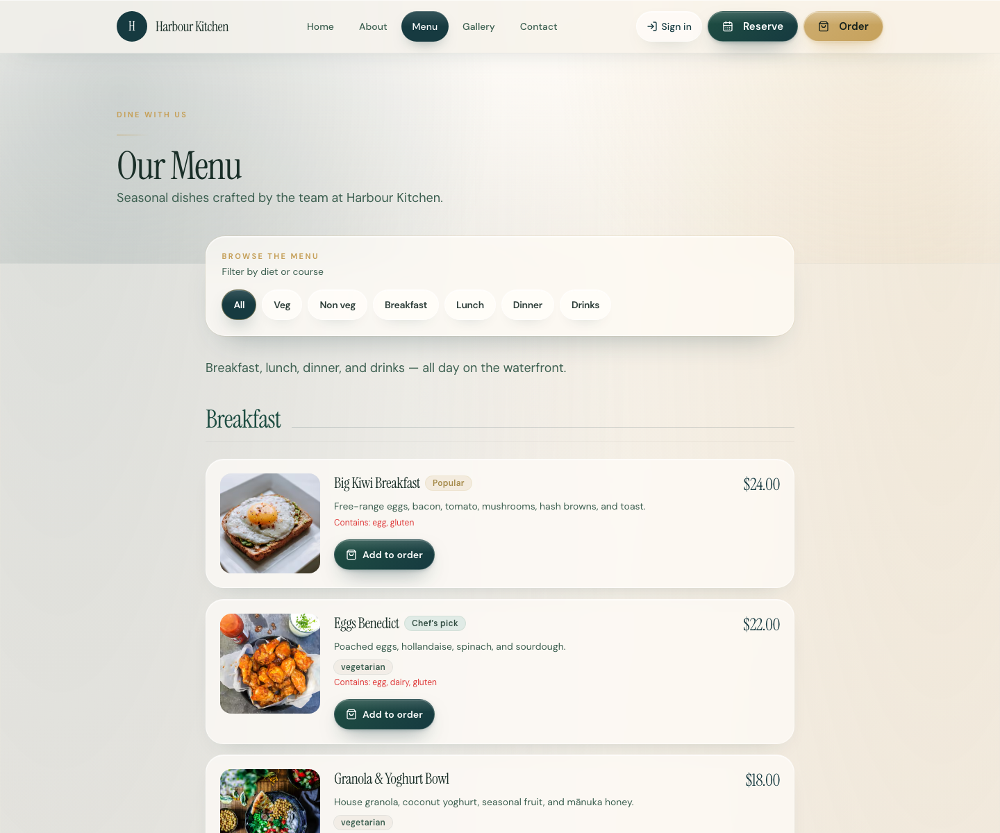 H
Harbour Kitchen
Home
About
Menu
Gallery
Contact
Sign in
Reserve
Order
DINE WITH US
Our Menu
Seasonal dishes crafted by the team at Harbour Kitchen.
BROWSE THE MENU
Filter by diet or course
All
Veg
Non veg
Breakfast
Lunch
Dinner
Drinks
Breakfast, lunch, dinner, and drinks — all day on the waterfront.
Breakfast
Big Kiwi Breakfast
Popular
$24.00
Free-range eggs, bacon, tomato, mushrooms, hash browns, and toast.
Contains: egg, gluten
Add to order
Eggs Benedict
Chef's pick
$22.00
Poached eggs, hollandaise, spinach, and sourdough.
vegetarian
Contains: egg, dairy, gluten
Add to order
Granola & Yoghurt Bowl
$18.00
House granola, coconut yoghurt, seasonal fruit, and mānuka honey.
vegetarian